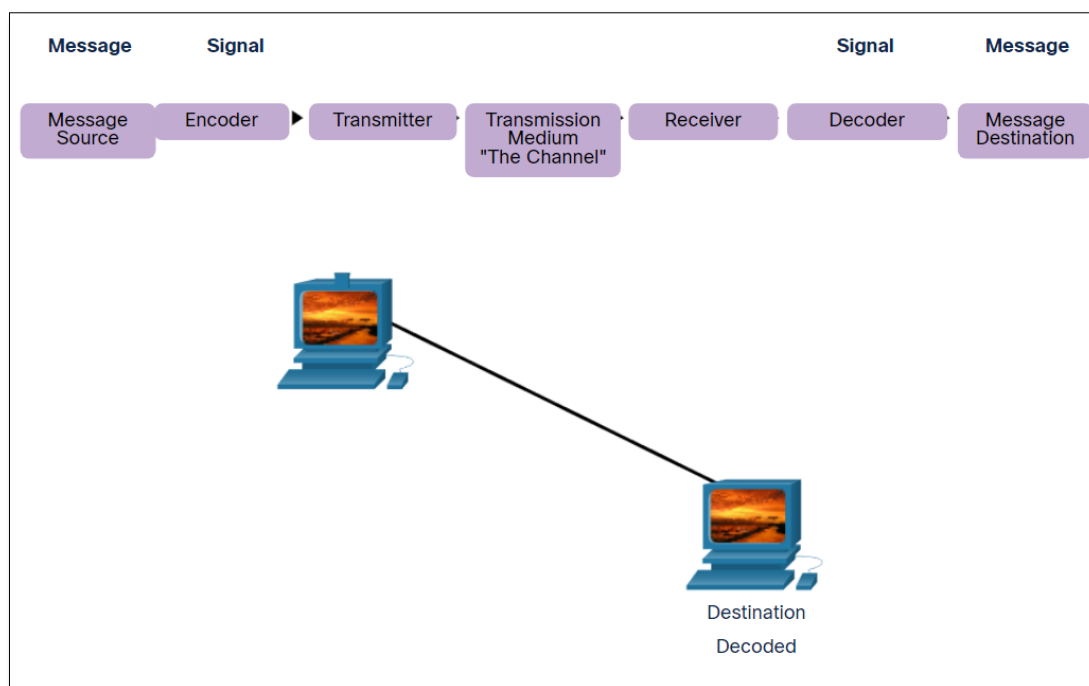 Message Signal Signal Message
Message Source
Encoder
Transmitter
Transmission Medium "The Channel"
Receiver
Decoder
Message Destination
Destination
Decoded